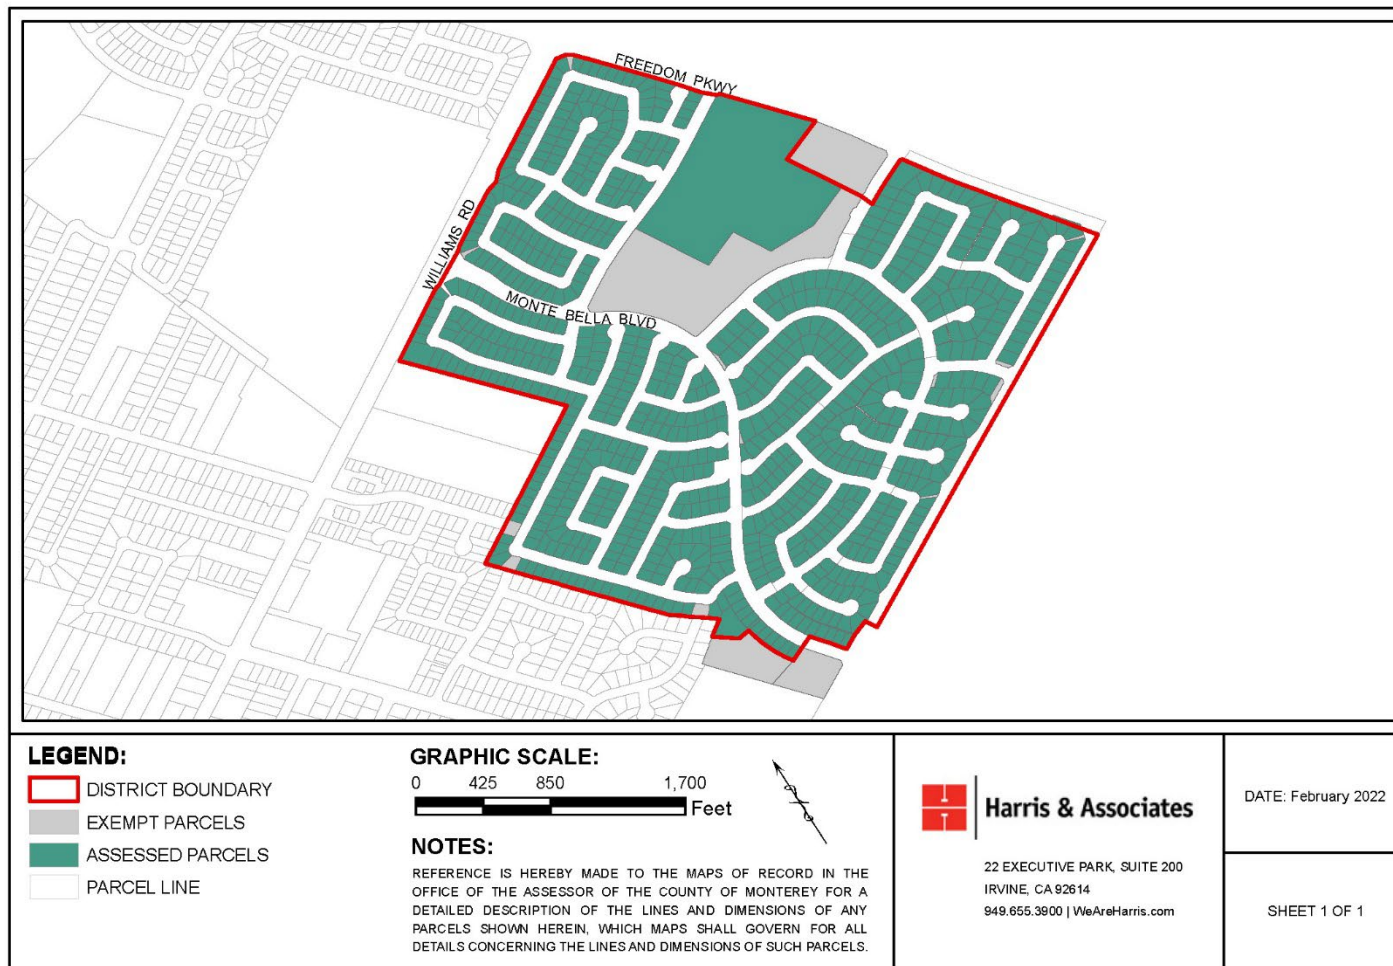 FREEDOM PKWY
WILLIAMS RD
MONTE BELLA BLVD
LEGEND:
DISTRICT BOUNDARY
EXEMPT PARCELS
ASSESSED PARCELS
PARCEL LINE
GRAPHIC SCALE:
0 425 850 1,700
Feet
NOTES:
REFERENCE IS HEREBY MADE TO THE MAPS OF RECORD IN THE
OFFICE OF THE ASSESSOR OF THE COUNTY OF MONTEREY FOR A
DETAILED DESCRIPTION OF THE LINES AND DIMENSIONS OF ANY
PARCELS SHOWN HEREIN, WHICH MAPS SHALL GOVERN FOR ALL
DETAILS CONCERNING THE LINES AND DIMENSIONS OF SUCH PARCELS.
Harris & Associates
22 EXECUTIVE PARK, SUITE 200
IRVINE, CA 92614
949.655.3900 | WeAreHarris.com
DATE: February 2022
SHEET 1 OF 1